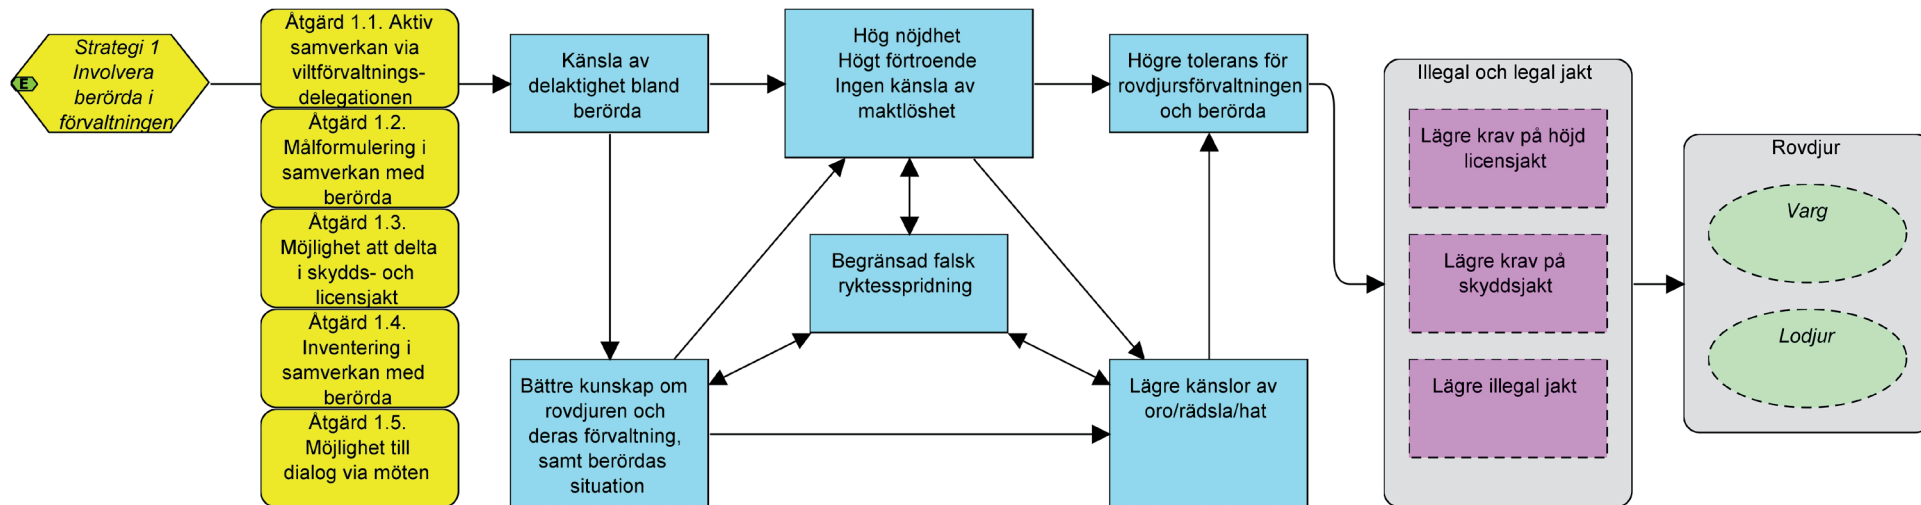 Strategi 1
Involvera
berörda i
förvaltningen
E
Åtgärd 1.1. Aktiv
samverkan via
viltförvaltnings-
delegationen
Åtgärd 1.2.
Målformulering i
samverkan med
berörda
Åtgärd 1.3.
Möjlighet att delta
i skydds- och
licensjakt
Åtgärd 1.4.
Inventering i
samverkan med
berörda
Åtgärd 1.5.
Möjlighet till
dialog via möten
Känsla av
delaktighet bland
berörda
Bättre kunskap om
rovdjuren och
deras förvaltning,
samt berördas
situation
Hög nöjdhet
Högt förtroende
Ingen känsla av
maktlöshet
Begränsad falsk
ryktesspridning
Högre tolerans för
rovdjursförvaltningen
och berörda
Lägre känslor av
oro/rädsla/hat
Illegal och legal jakt
Lägre krav på höjd
licensjakt
Lägre krav på
skyddsjakt
Lägre illegal jakt
Rovdjur
Varg
Lodjur